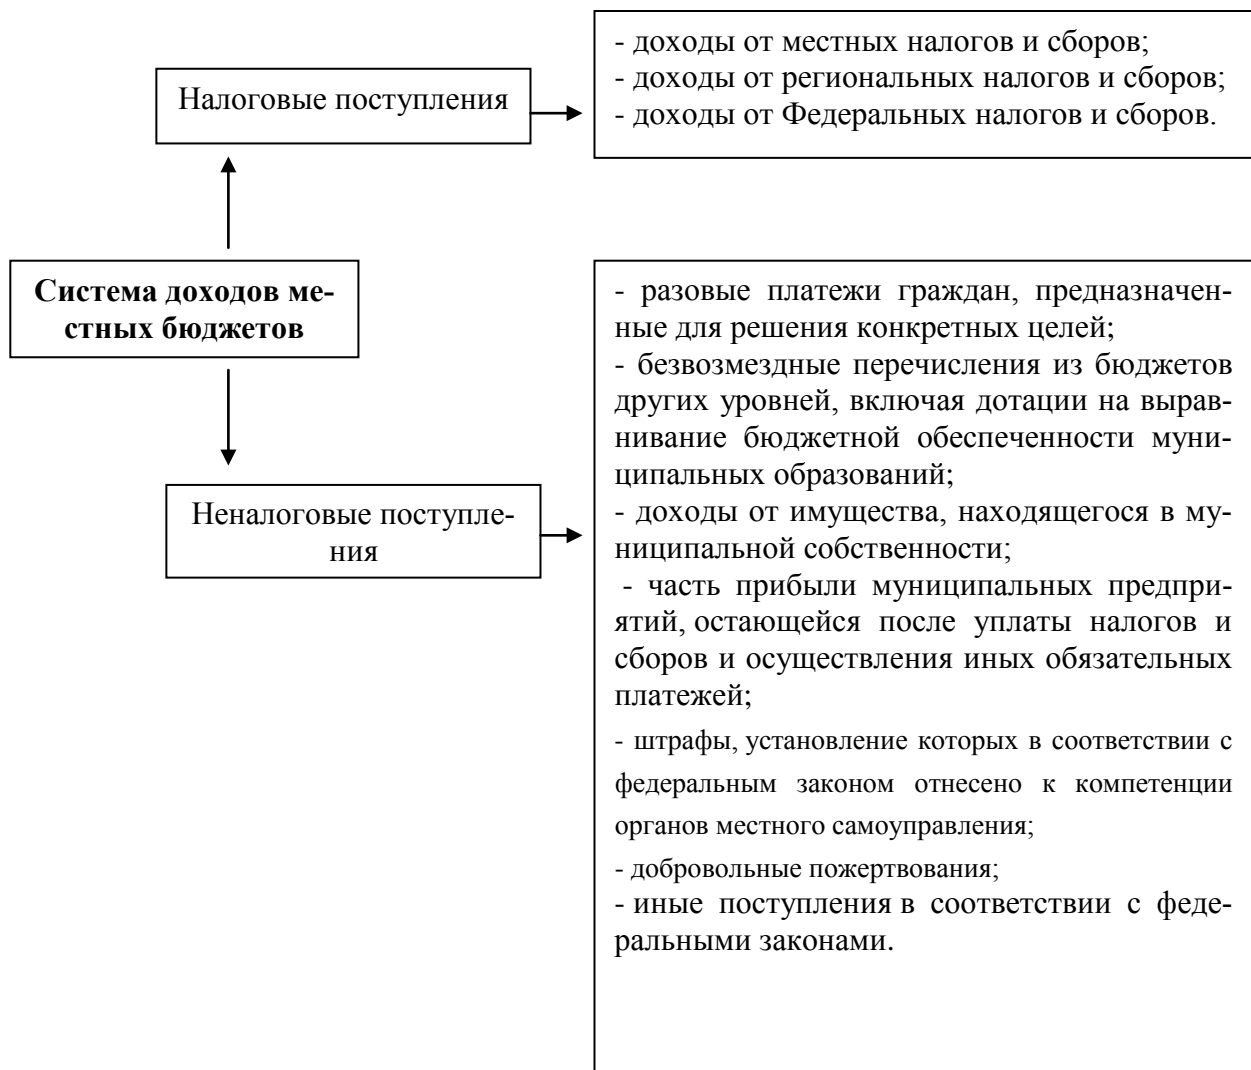 Налоговые поступления
- доходы от местных налогов и сборов;
- доходы от региональных налогов и сборов;
- доходы от Федеральных налогов и сборов.
Система доходов ме-
стных бюджетов
Неналоговые поступле-
ния
- разовые платежи граждан, предназначен-
ные для решения конкретных целей;
- безвозмездные перечисления из бюджетов
других уровней, включая дотации на вырав-
нивание бюджетной обеспеченности муни-
ципальных образований;
- доходы от имущества, находящегося в му-
ниципальной собственности;
- часть прибыли муниципальных предпри-
ятий, остающейся после уплаты налогов и
сборов и осуществления иных обязательных
платежей;
- штрафы, установление которых в соответствии с
федеральным законом отнесено к компетенции
органов местного самоуправления;
- добровольные пожертвования;
- иные поступления в соответствии с феде-
ральными законами.